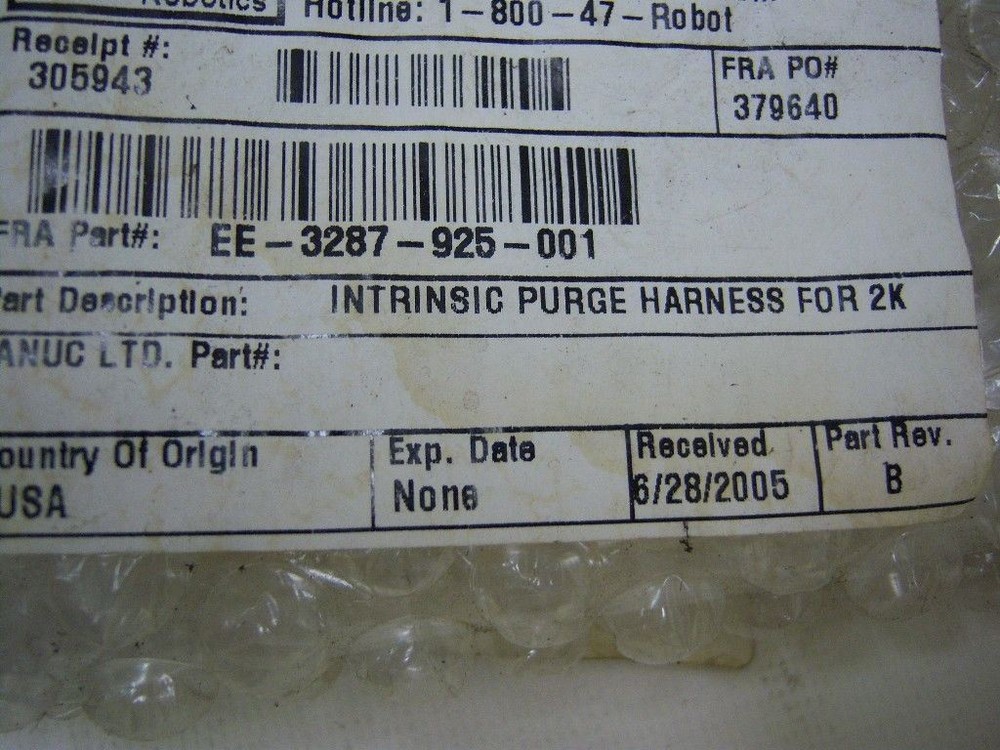 Robotics
Hotline: 1-800-47-Robot
Receipt #:
305943
FRA PO#
379640
FRA Part#: EE-3287-925-001
Part Description: INTRINSIC PURGE HARNESS FOR 2K
ANUC LTD. Part#:
ountry Of Origin
USA
Exp. Date
None
Received
6/28/2005
Part Rev.
B